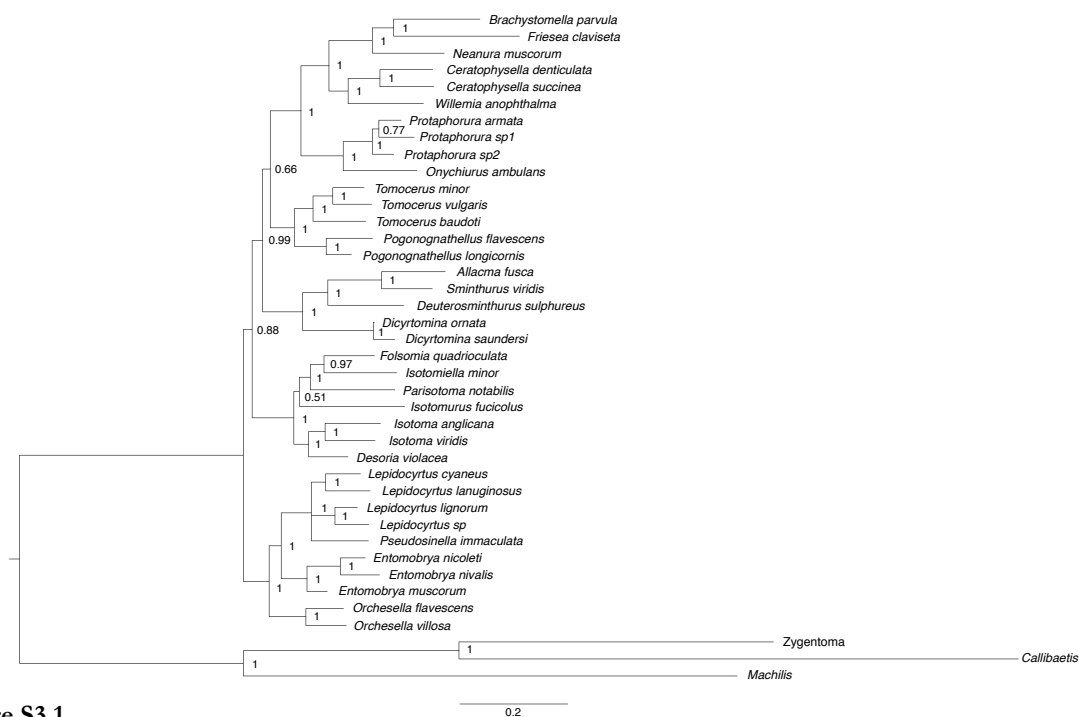 Brachystomella parvula
1
Friesea claviseta
1
Neanura muscorum
1
Ceratophysella denticulata
1
Ceratophysella succinea
1
Willemia anophthalma
1
Protaphorura armata
0.77
Protaphorura sp1
1
Protaphorura sp2
1
Onychiurus ambulans
0.66
Tomocerus minor
1
Tomocerus vulgaris
1
Tomocerus baudoti
1
Pogonognathellus flavescens
0.99
1
Pogonognathellus longicornis
Allacma fusca
1
Sminthurus viridis
1
Deuterosminthurus sulphureus
1
Dicyrtomina ornata
0.88
1
Dicyrtomina saundersi
Folsomia quadrioculata
0.97
Isotomiella minor
1
Parisotoma notabilis
0.51
Isotomurus fucicolus
1
Isotoma anglicana
1
Isotoma viridis
1
Desoria violacea
Lepidocyrtus cyaneus
1
Lepidocyrtus lanuginosus
1
Lepidocyrtus lignorum
1
Lepidocyrtus sp
Pseudosinella immaculata
1
Entomobrya nicoleti
1
Entomobrya nivalis
1
Entomobrya muscorum
1
Orchesella flavescens
1
Orchesella villosa
Zygentoma
1
Callibaetis
1
Machilis
0.2
S3.1